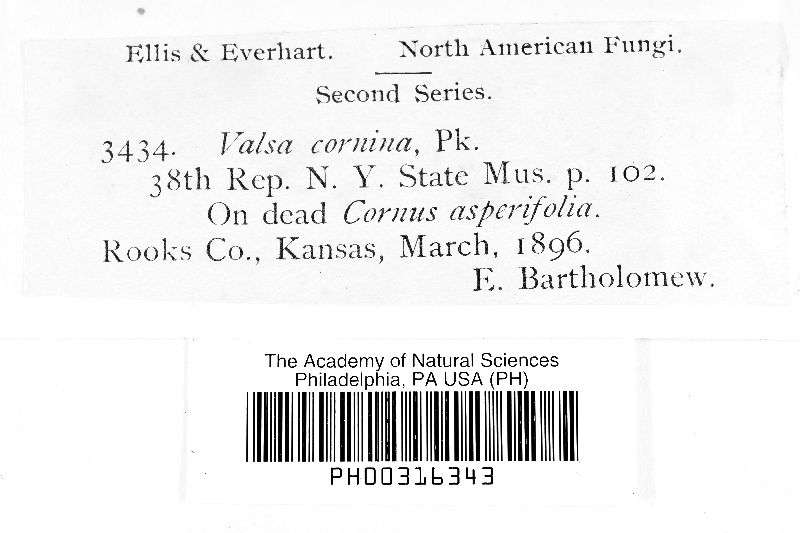 Ellis & Everhart. North American Fungi.
Second Series.
3434. Valsa cornina, Pk.
38th Rep. N. Y. State Mus. p. 102.
On dead Cornus asperifolia.
Rooks Co., Kansas, March, 1896.
E. Bartholomew.
The Academy of Natural Sciences
Philadelphia, PA USA (PH)
PH00316343